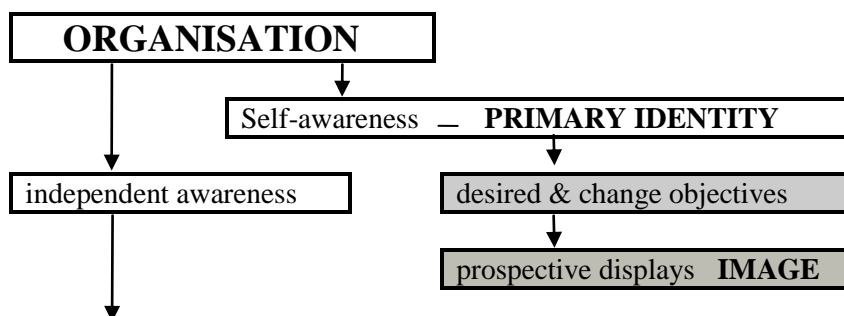 ORGANISATION
Self-awareness – PRIMARY IDENTITY
independent awareness
desired & change objectives
prospective displays IMAGE